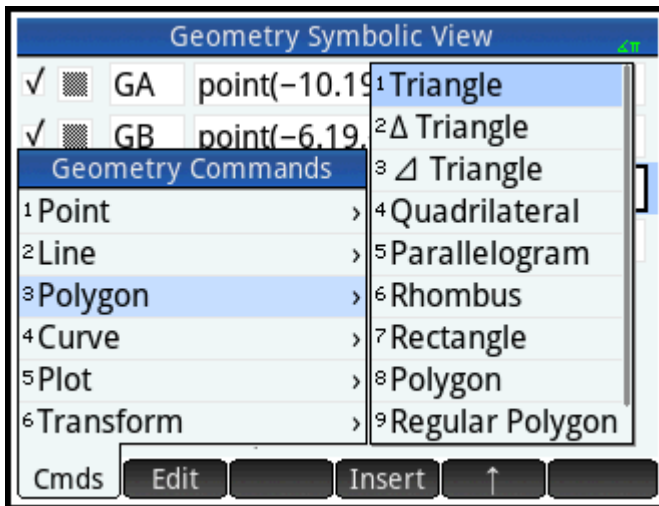 Geometry Symbolic View
∡π
√ GA point(−10.19
√ GB point(−6.19,
Geometry Commands
1 Point ›
2 Line ›
3 Polygon ›
4 Curve ›
5 Plot ›
6 Transform ›
1 Triangle
2 Δ Triangle
3 ⊿ Triangle
4 Quadrilateral
5 Parallelogram
6 Rhombus
7 Rectangle
8 Polygon
9 Regular Polygon
Cmds Edit Insert ↑